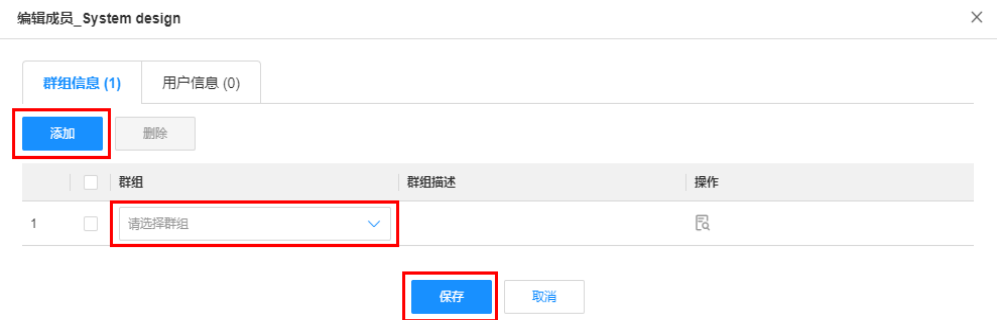 编辑成员_System design
群组信息 (1) 用户信息 (0)
添加 删除
群组 群组描述 操作
1 请选择群组
保存 取消